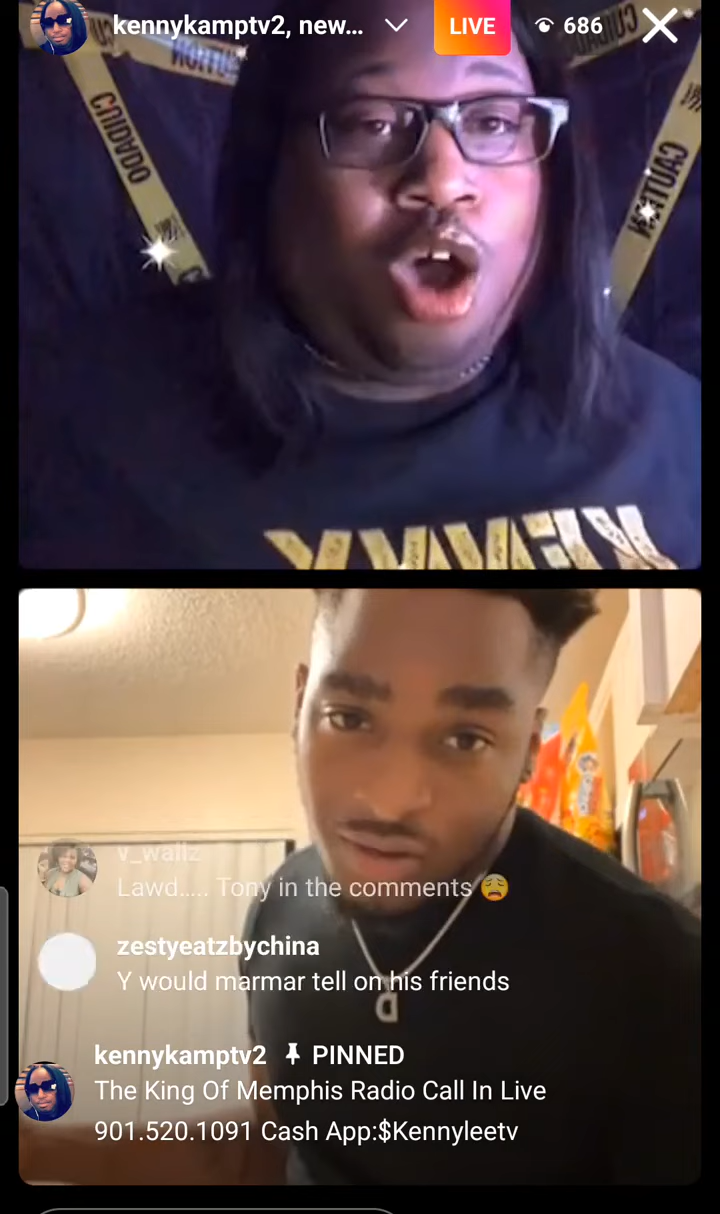 kennykamptv2, new...
LIVE
686
CUIDADO
CAUTION
v_wallz
Lawd..... Tony in the comments 😩
zestyeatzbychina
Y would marmar tell on his friends
kennykamptv2 PINNED
The King Of Memphis Radio Call In Live
901.520.1091 Cash App:$Kennyleetv